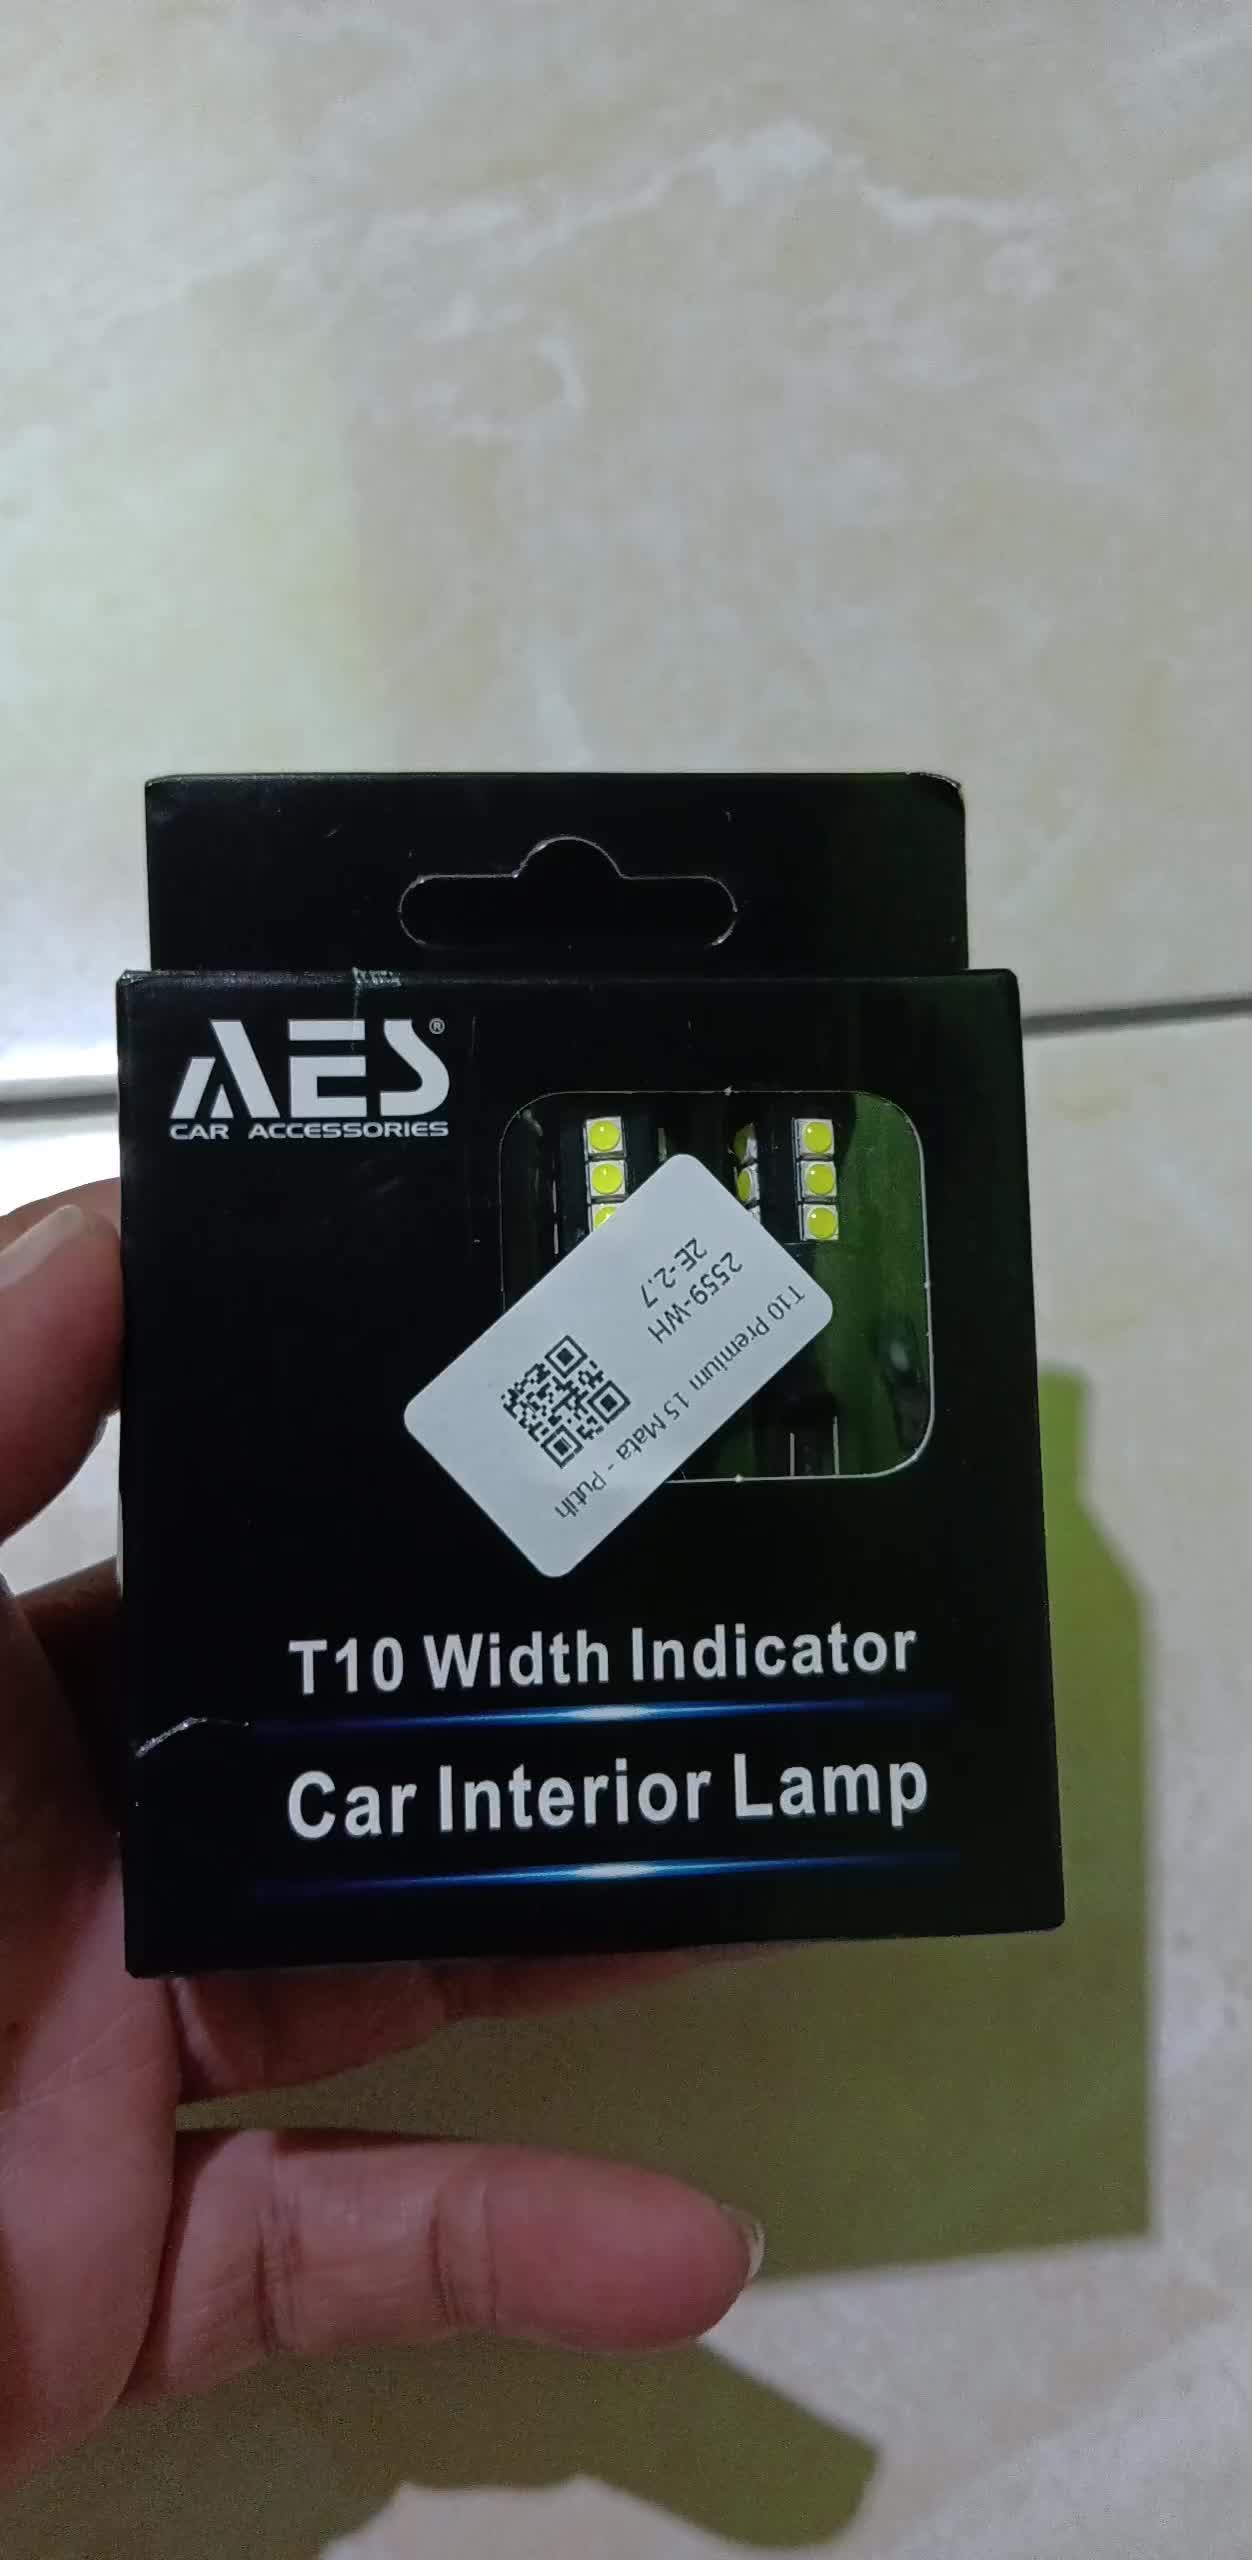 AES®
CAR ACCESSORIES
T10 Premium 15 Mata - Putih
2559-WH
2E-2.7
T10 Width Indicator
Car Interior Lamp